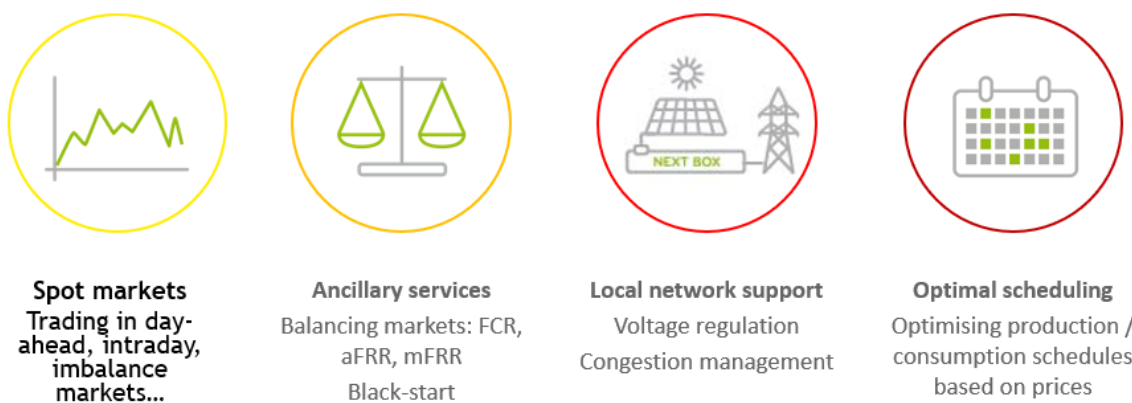 NEXT BOX
Spot markets
Trading in day-
ahead, intraday,
imbalance
markets...
Ancillary services
Balancing markets: FCR,
aFRR, mFRR
Black-start
Local network support
Voltage regulation
Congestion management
Optimal scheduling
Optimising production /
consumption schedules
based on prices